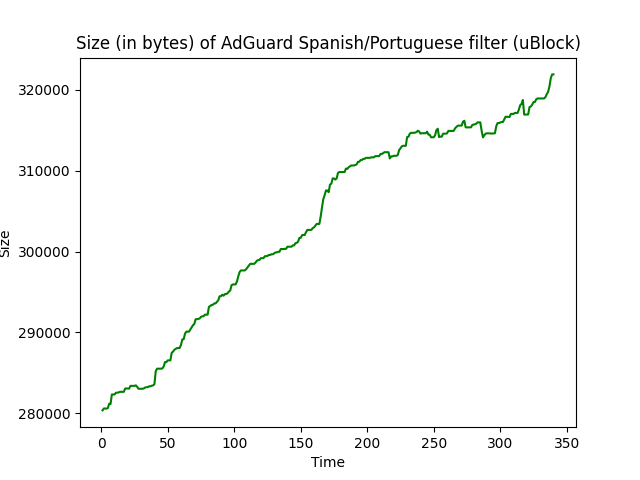 Size (in bytes) of AdGuard Spanish/Portuguese filter (uBlock)
320000
310000
300000
290000
280000
Size
0 50 100 150 200 250 300 350
Time